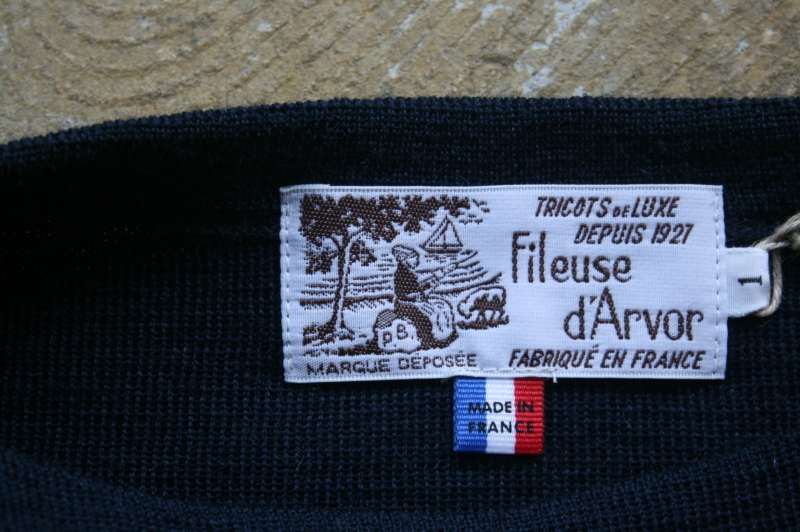 TRICOTS DE LUXE
DEPUIS 1927
Fileuse
d'Arvor
P.B.
MARQUE DÉPOSÉE
FABRIQUÉ EN FRANCE
1
MADE IN
FRANCE